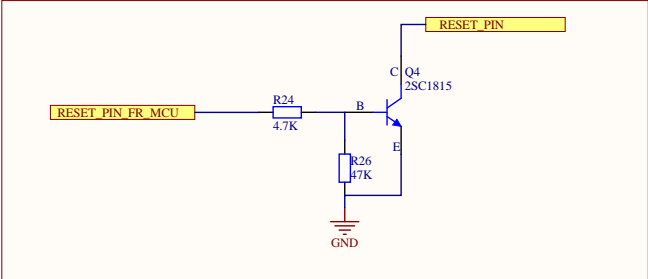 RESET_PIN
C Q4
2SC1815
R24
B
RESET_PIN_FR_MCU
4.7K
E
R26
47K
GND